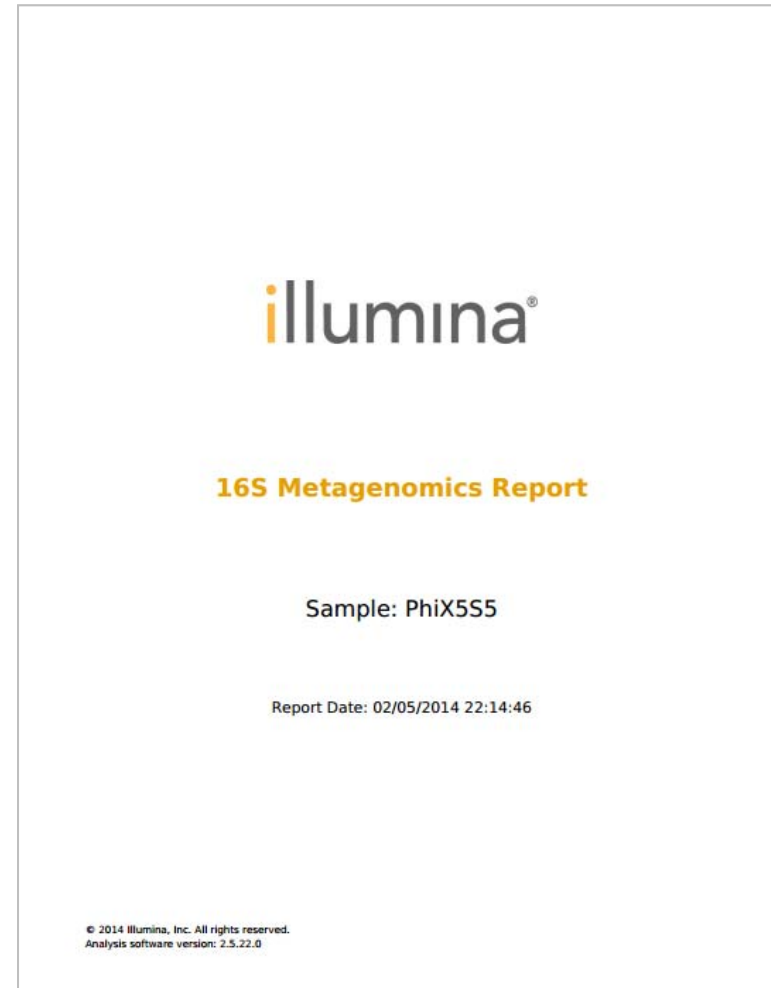 illumina®
16S Metagenomics Report
Sample: PhiX5S5
Report Date: 02/05/2014 22:14:46
© 2014 Illumina, Inc. All rights reserved.
Analysis software version: 2.5.22.0